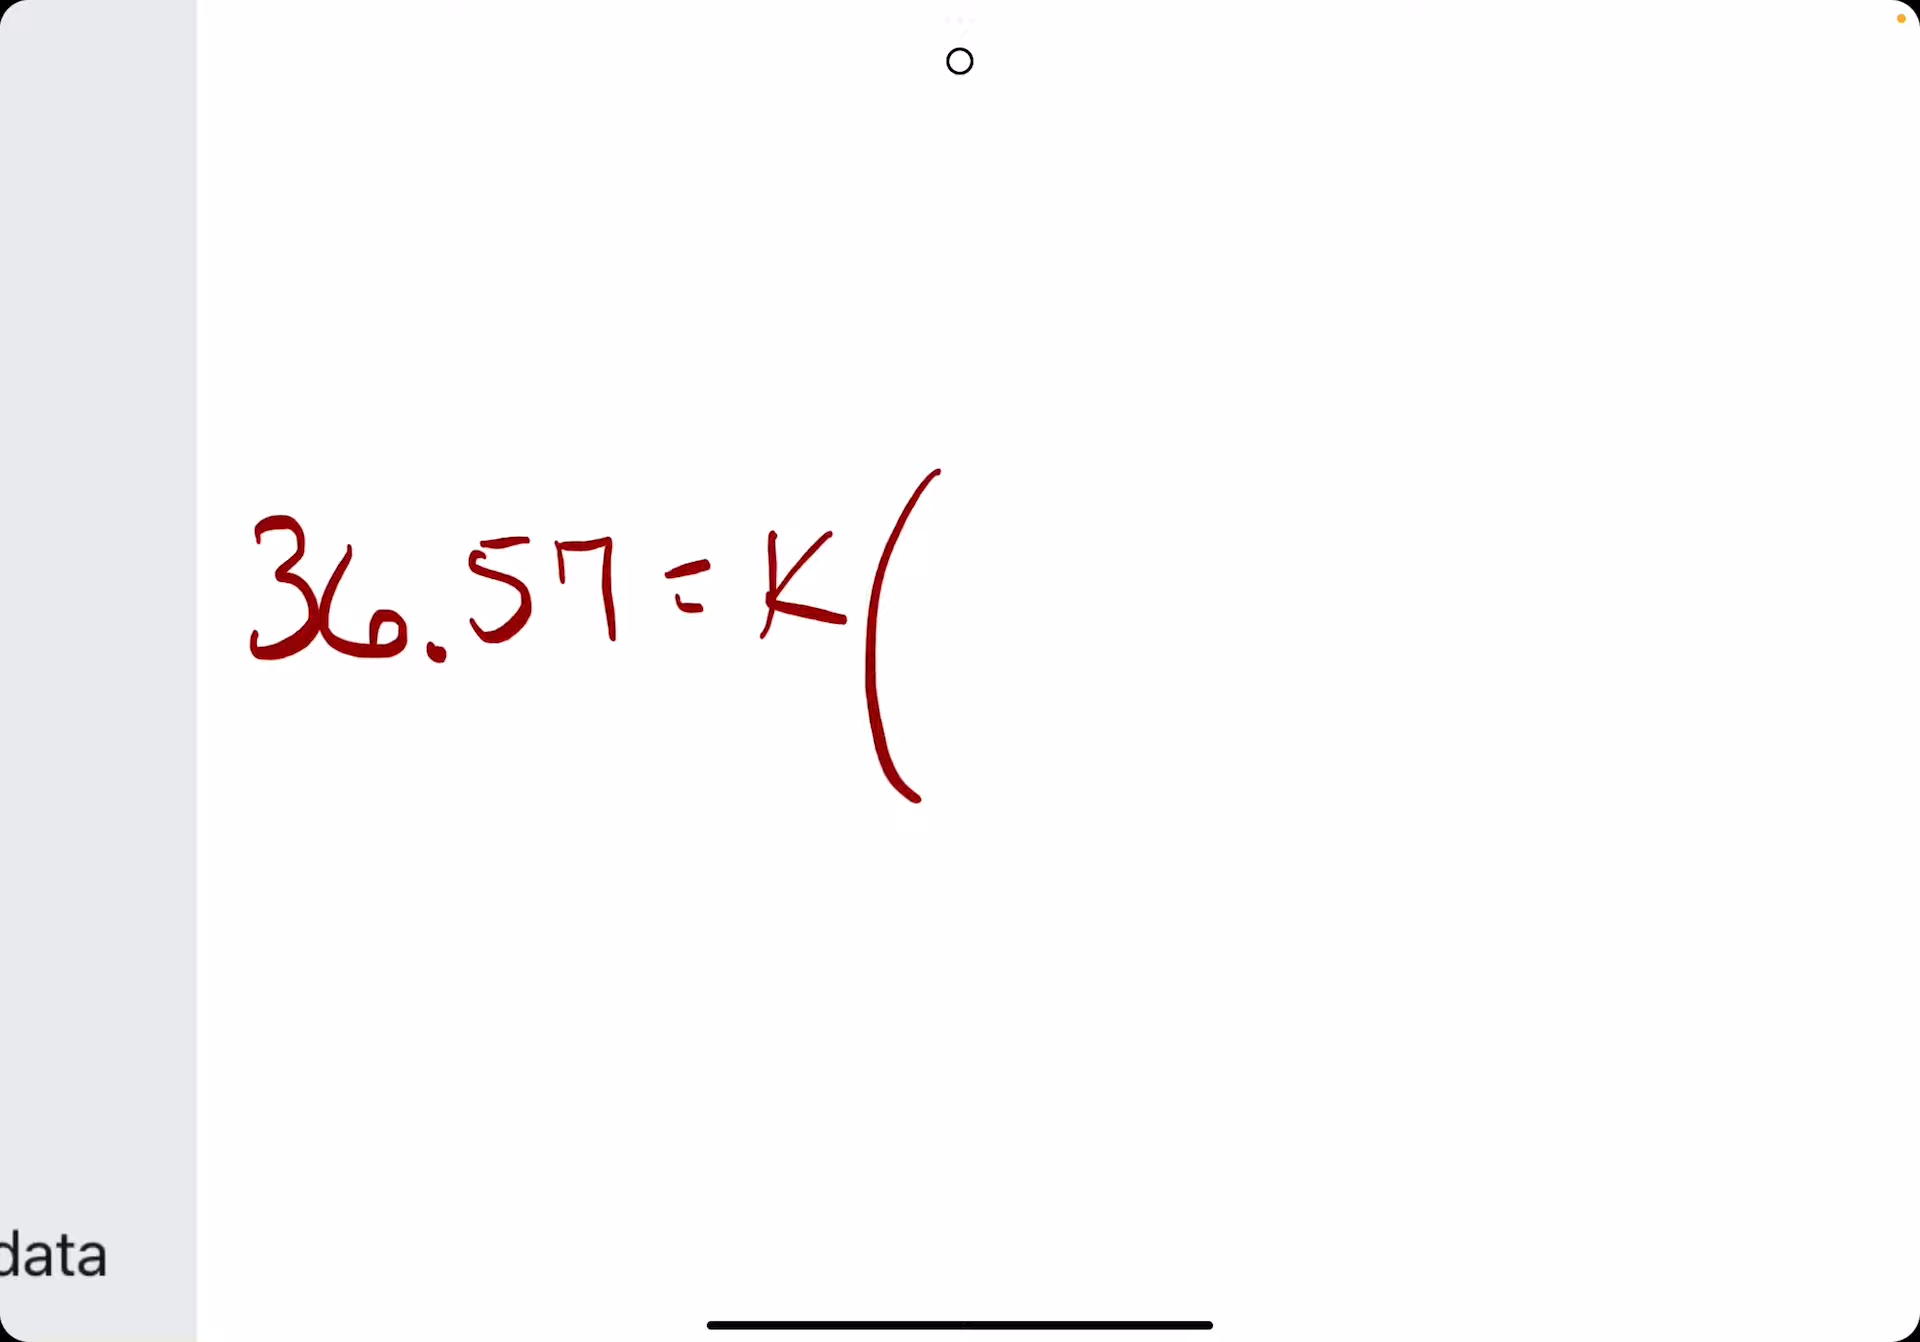 36.57 = K(
data